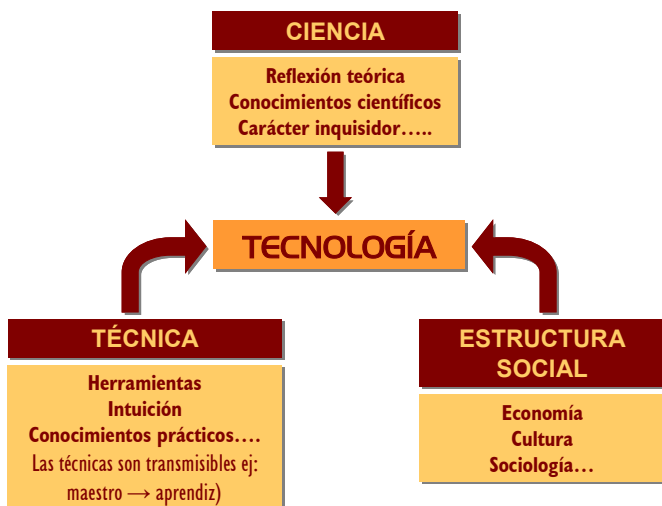 CIENCIA
Reflexión teórica
Conocimientos científicos
Carácter inquisidor…..
TECNOLOGÍA
TÉCNICA
Herramientas
Intuición
Conocimientos prácticos….
Las técnicas son transmisibles ej:
maestro → aprendiz)
ESTRUCTURA
SOCIAL
Economía
Cultura
Sociología…